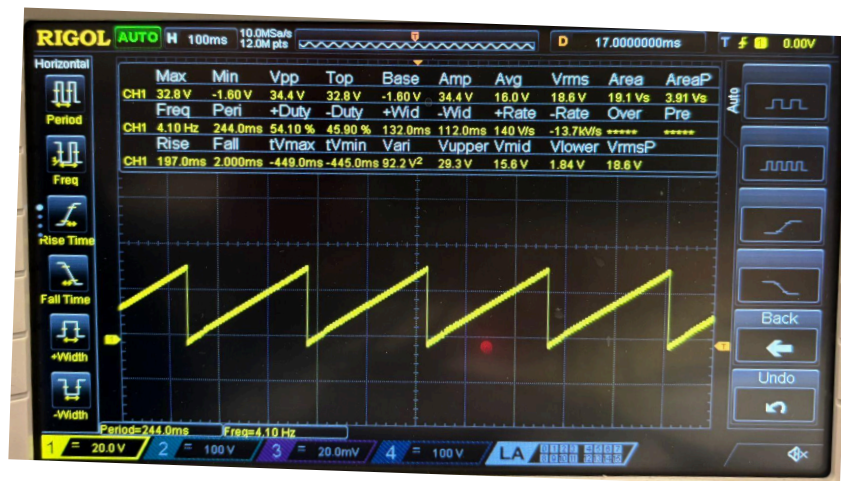 RIGOL AUTO H 100ms 10.0MSa/s 12.0M pts D 17.0000000ms T 1 0.00V
Horizontal
Period
Freq
Rise Time
Fall Time
+Width
-Width
Max Min Vpp Top Base Amp Avg Vrms Area AreaP
CH1 32.8 V -1.60 V 34.4 V 32.8 V -1.60 V 34.4 V 16.0 V 18.6 V 19.1 Vs 3.91 Vs
Freq Peri +Duty -Duty +Wid -Wid +Rate -Rate Over Pre
CH1 4.10 Hz 244.0ms 54.10 % 45.90 % 132.0ms 112.0ms 140 V/s -13.7kV/s ***** *****
Rise Fall tVmax tVmin Vari Vupper Vmid Vlower VrmsP
CH1 197.0ms 2.000ms -449.0ms -445.0ms 92.2 V² 29.3 V 15.6 V 1.84 V 18.6 V
Auto
Back
Undo
T
Period=244.0ms Freq=4.10 Hz
1 = 20.0 V 2 = 100 V 3 = 20.0mV 4 = 100 V LA